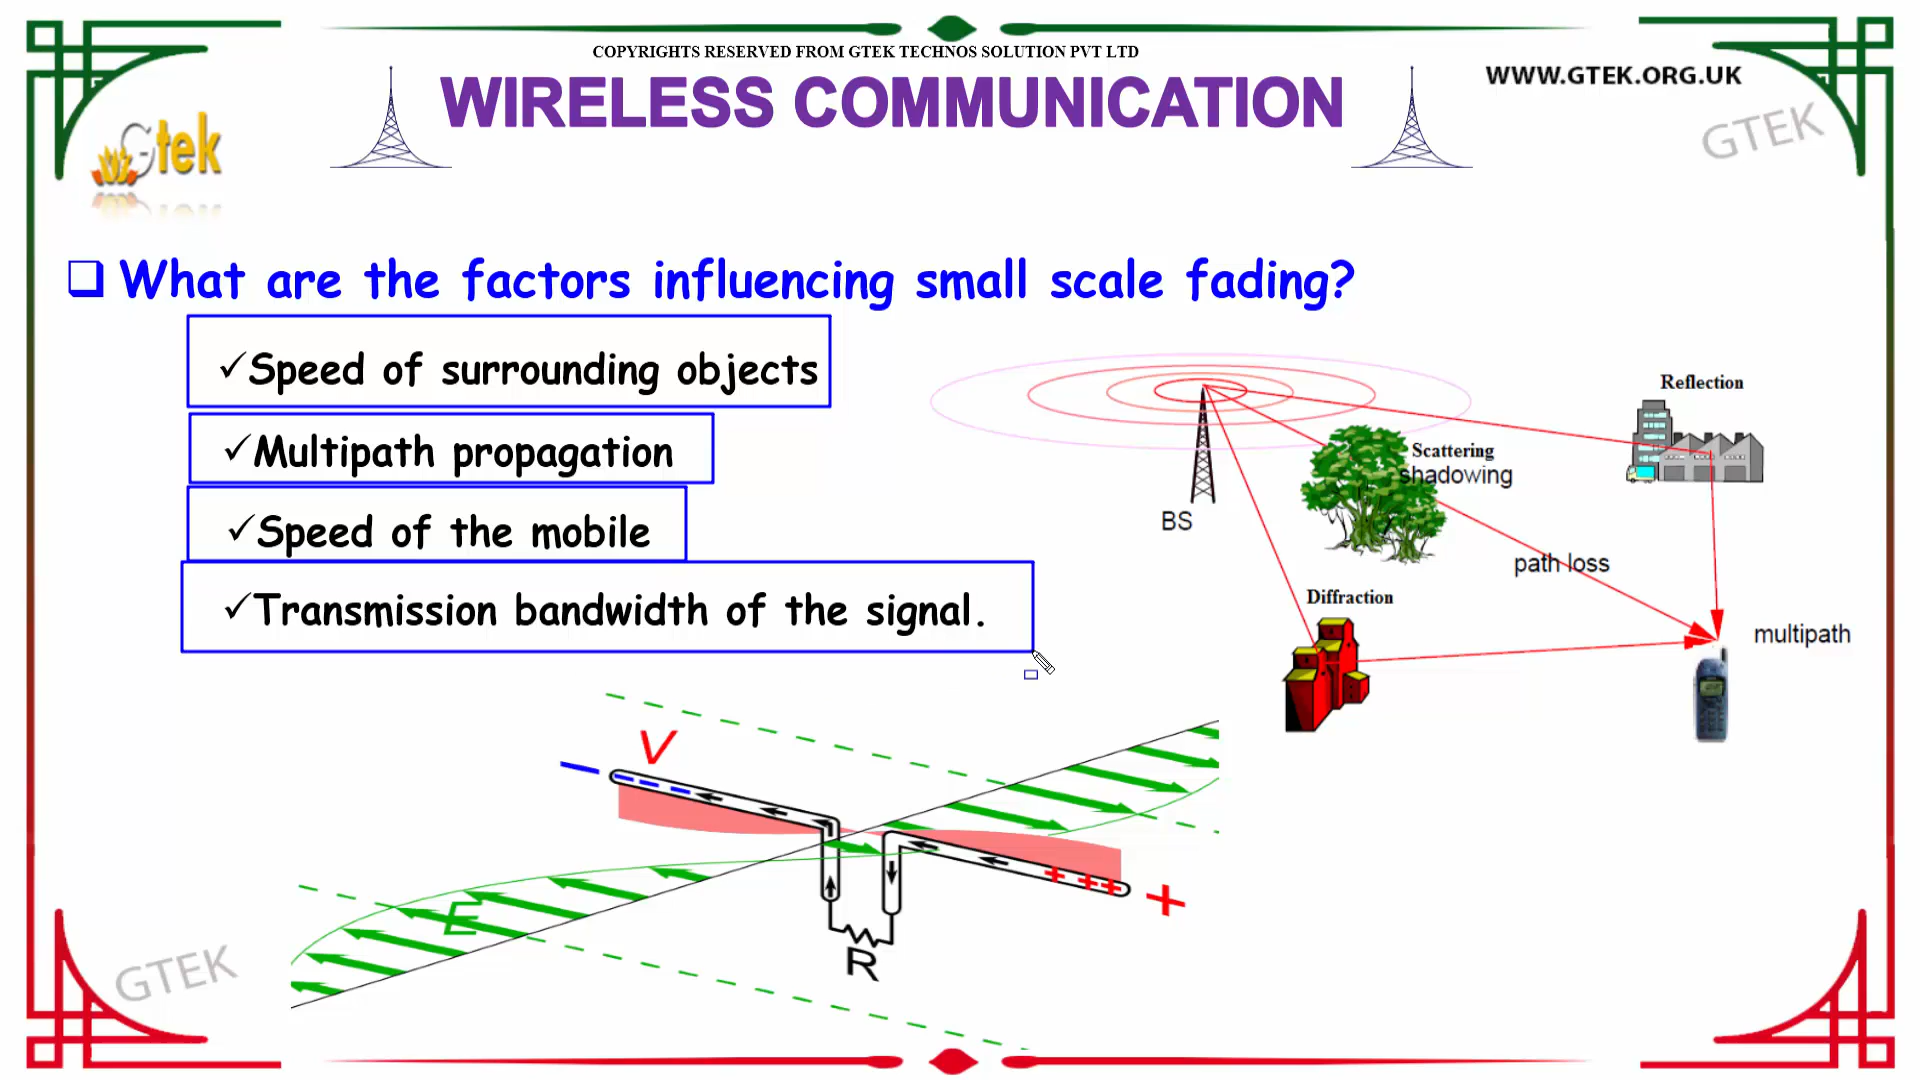 COPYRIGHTS RESERVED FROM GTEK TECHNOS SOLUTION PVT LTD
WIRELESS COMMUNICATION
WWW.GTEK.ORG.UK
GTEK
Gtek
What are the factors influencing small scale fading?
✓Speed of surrounding objects
✓Multipath propagation
✓Speed of the mobile
✓Transmission bandwidth of the signal.
Reflection
Scattering
shadowing
BS
path loss
Diffraction
multipath
V
E
R
GTEK